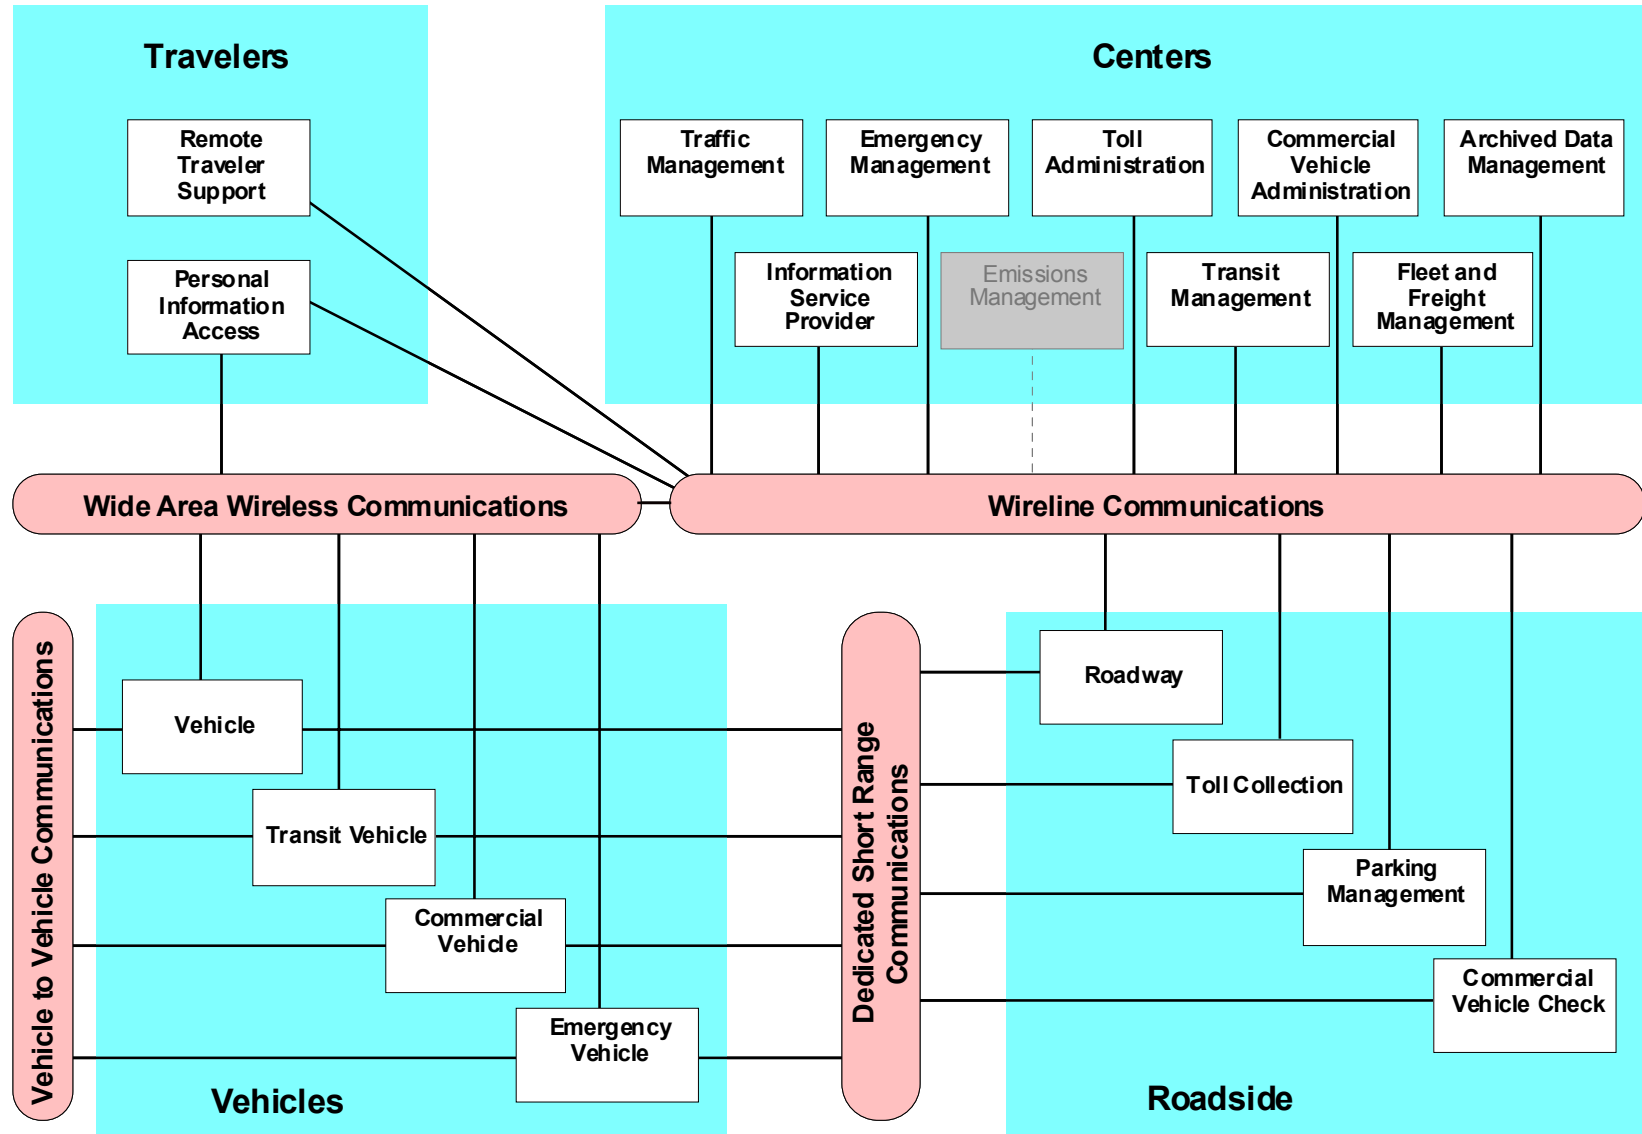 Travelers
Remote
Traveler
Support
Personal
Information
Access
Centers
Traffic
Management
Emergency
Management
Toll
Administration
Commercial
Vehicle
Administration
Archived Data
Management
Information
Service
Provider
Emissions
Management
Transit
Management
Fleet and
Freight
Management
Wide Area Wireless Communications
Wireline Communications
Vehicle to Vehicle Communications
Vehicle
Transit Vehicle
Commercial
Vehicle
Emergency
Vehicle
Vehicles
Dedicated Short Range
Communications
Roadway
Toll Collection
Parking
Management
Commercial
Vehicle Check
Roadside